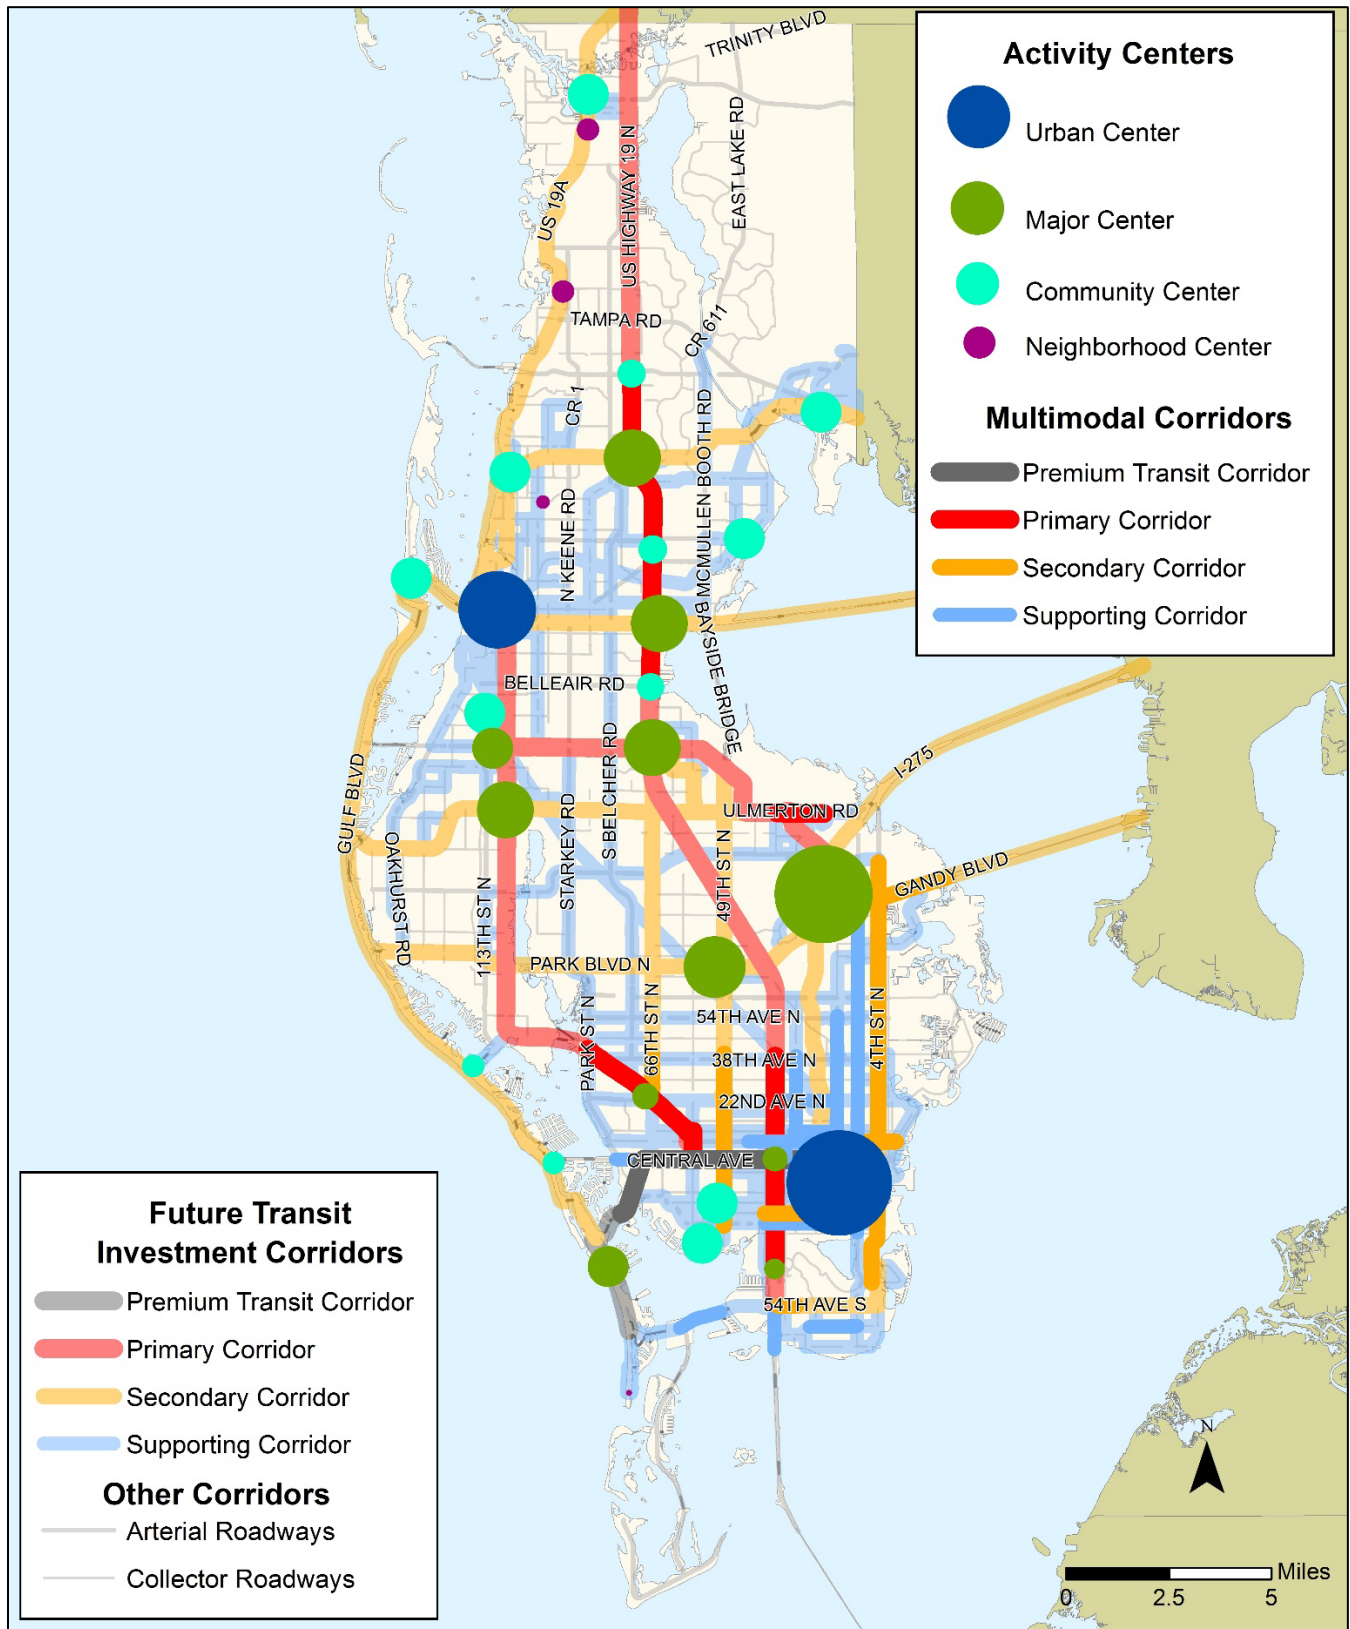 TRINITY BLVD
EAST LAKE RD
US HIGHWAY 19 N
US 19A
TAMPA RD
CR 611
CR 1
MCMULLEN BOOTH RD
N KEENE RD
BAYSIDE BRIDGE
BELLEAIR RD
S BELCHER RD
I-275
GULF BLVD
OAKHURST RD
STARKEY RD
ULMERTON RD
49TH ST N
GANDY BLVD
113TH ST N
PARK BLVD N
54TH AVE N
PARK ST N
66TH ST N
38TH AVE N
4TH ST N
22ND AVE N
CENTRAL AVE
54TH AVE S
Activity Centers
Urban Center
Major Center
Community Center
Neighborhood Center
Multimodal Corridors
Premium Transit Corridor
Primary Corridor
Secondary Corridor
Supporting Corridor
Future Transit
Investment Corridors
Premium Transit Corridor
Primary Corridor
Secondary Corridor
Supporting Corridor
Other Corridors
Arterial Roadways
Collector Roadways
N
Miles
0 2.5 5